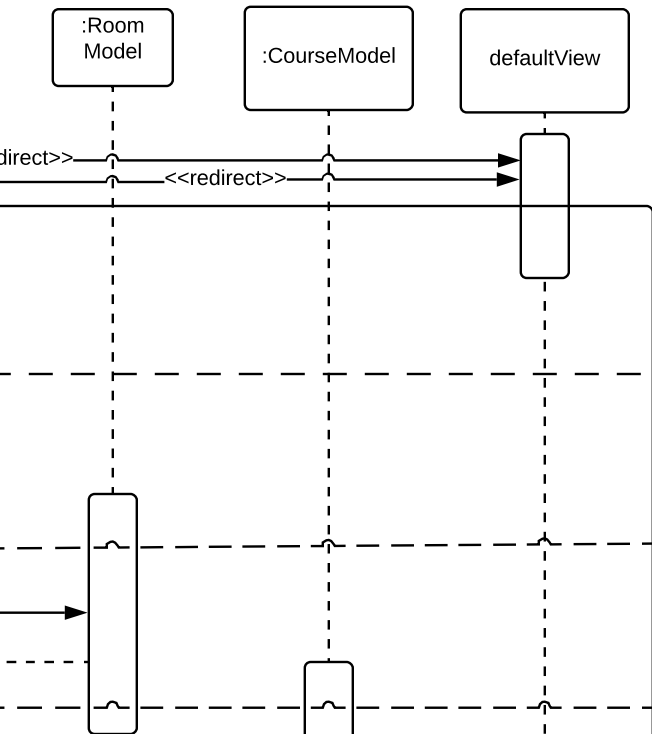 :Room
Model
:CourseModel
defaultView
direct>>
<<redirect>>